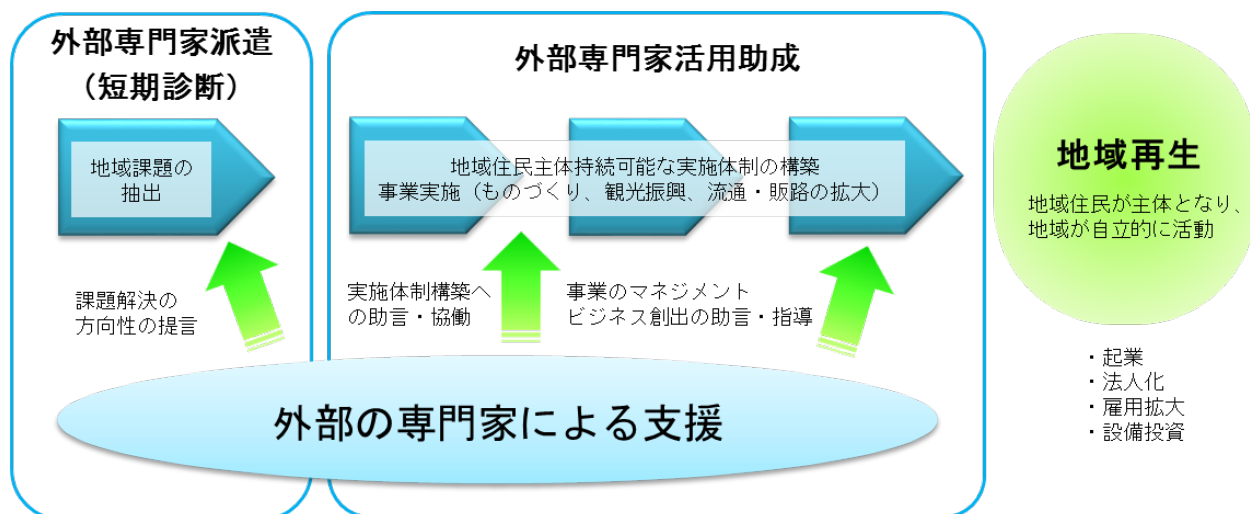 外部専門家派遣
（短期診断）
地域課題の
抽出
課題解決の
方向性の提言
外部専門家活用助成
地域住民主体持続可能な実施体制の構築
事業実施（ものづくり、観光振興、流通・販路の拡大）
実施体制構築へ
の助言・協働
事業のマネジメント
ビジネス創出の助言・指導
外部の専門家による支援
地域再生
地域住民が主体となり、
地域が自立的に活動
・起業
・法人化
・雇用拡大
・設備投資